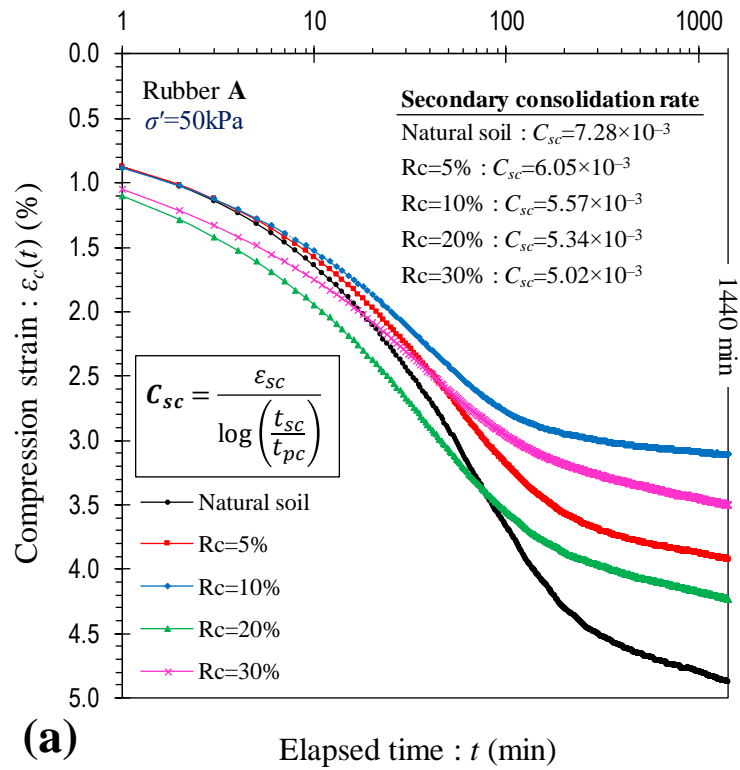 1 10 100 1000
0.0
0.5
1.0
1.5
2.0
2.5
3.0
3.5
4.0
4.5
5.0
Compression strain : εc(t) (%)
Rubber A
σ′=50kPa
Secondary consolidation rate
Natural soil : Csc=7.28×10⁻³
Rc=5% : Csc=6.05×10⁻³
Rc=10% : Csc=5.57×10⁻³
Rc=20% : Csc=5.34×10⁻³
Rc=30% : Csc=5.02×10⁻³
1440 min
Csc = εsc / log(tsc/tpc)
Natural soil
Rc=5%
Rc=10%
Rc=20%
Rc=30%
(a)
Elapsed time : t (min)